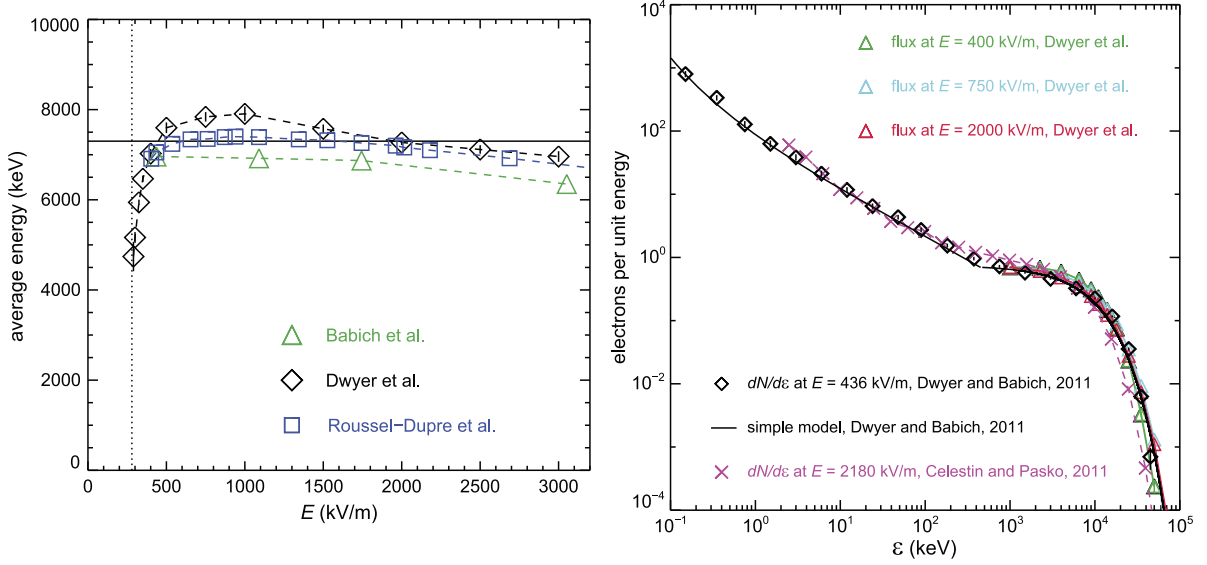 10000
8000
6000
4000
2000
0
average energy (keV)
Babich et al.
Dwyer et al.
Roussel−Dupre et al.
0
500
1000
1500
2000
2500
3000
E (kV/m)
10^4
10^2
10^0
10^−2
10^−4
electrons per unit energy
flux at E = 400 kV/m, Dwyer et al.
flux at E = 750 kV/m, Dwyer et al.
flux at E = 2000 kV/m, Dwyer et al.
dN/dε at E = 436 kV/m, Dwyer and Babich, 2011
simple model, Dwyer and Babich, 2011
dN/dε at E = 2180 kV/m, Celestin and Pasko, 2011
10^−1
10^0
10^1
10^2
10^3
10^4
10^5
ε (keV)